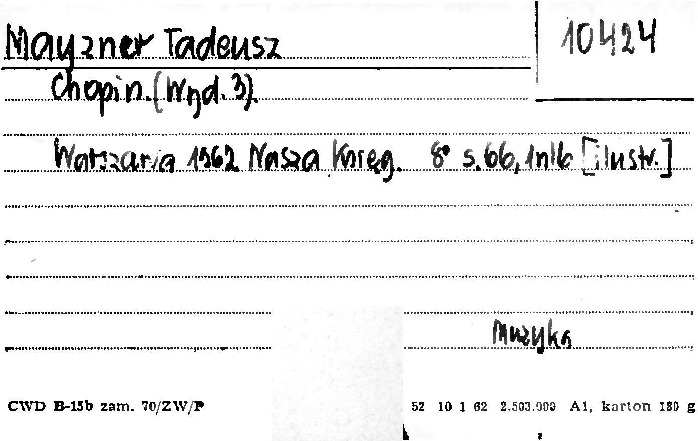 Mayzner Tadeusz
10424
Chopin. (Wyd. 3).
Warszawa 1962 Nasza Księg. 8° s. 66, 1nlb [ilustr.]
Muzyka
CWD B-15b zam. 70/ZW/P
52 10 1 62 2.503.000 A1, karton 180 g